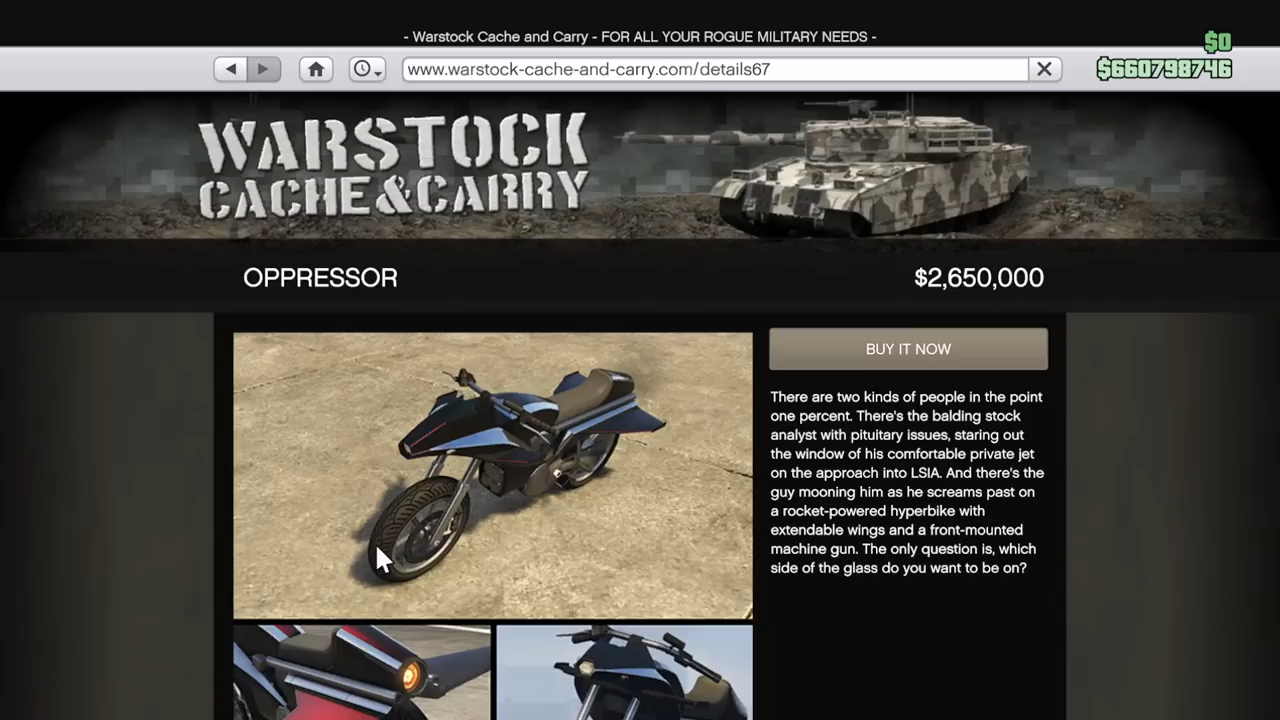 - Warstock Cache and Carry - FOR ALL YOUR ROGUE MILITARY NEEDS -
$0
www.warstock-cache-and-carry.com/details67
$660798746
WARSTOCK
CACHE&CARRY
OPPRESSOR
$2,650,000
BUY IT NOW
There are two kinds of people in the point
one percent. There's the balding stock
analyst with pituitary issues, staring out
the window of his comfortable private jet
on the approach into LSIA. And there's the
guy mooning him as he screams past on
a rocket-powered hyperbike with
extendable wings and a front-mounted
machine gun. The only question is, which
side of the glass do you want to be on?